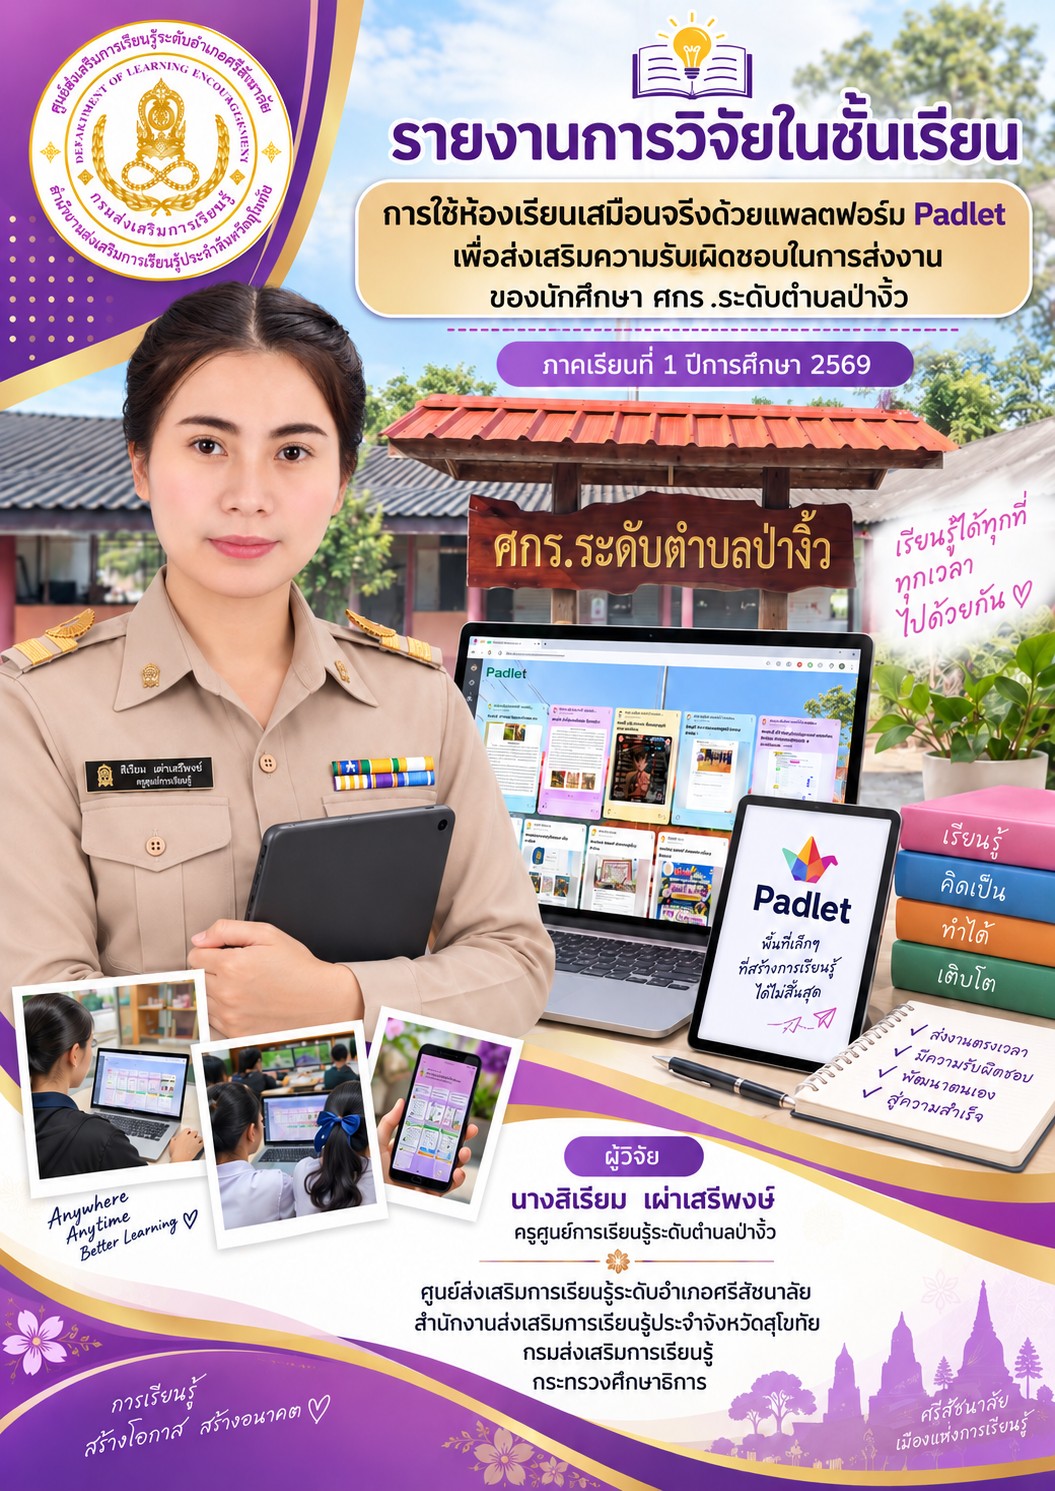 ศูนย์ส่งเสริมการเรียนรู้ระดับอำเภอศรีสัชนาลัย
DEPARTMENT OF LEARNING ENCOURAGEMENT
กรมส่งเสริมการเรียนรู้
สำนักงานส่งเสริมการเรียนรู้ประจำจังหวัดสุโขทัย
รายงานการวิจัยในชั้นเรียน
การใช้ห้องเรียนเสมือนจริงด้วยแพลตฟอร์ม Padlet
เพื่อส่งเสริมความรับผิดชอบในการส่งงาน
ของนักศึกษา ศกร.ระดับตำบลป่างิ้ว
ภาคเรียนที่ 1 ปีการศึกษา 2569
ศกร.ระดับตำบลป่างิ้ว
เรียนรู้ได้ทุกที่
ทุกเวลา
ไปด้วยกัน
Padlet
สิเรียม เผ่าเสรีพงษ์
ครูศูนย์การเรียนรู้
Padlet
พื้นที่เล็กๆ
ที่สร้างการเรียนรู้
ได้ไม่สิ้นสุด
เรียนรู้
คิดเป็น
ทำได้
เติบโต
ส่งงานตรงเวลา
มีความรับผิดชอบ
พัฒนาตนเอง
สู่ความสำเร็จ
Anywhere
Anytime
Better Learning
ผู้วิจัย
นางสิเรียม เผ่าเสรีพงษ์
ครูศูนย์การเรียนรู้ระดับตำบลป่างิ้ว
ศูนย์ส่งเสริมการเรียนรู้ระดับอำเภอศรีสัชนาลัย
สำนักงานส่งเสริมการเรียนรู้ประจำจังหวัดสุโขทัย
กรมส่งเสริมการเรียนรู้
กระทรวงศึกษาธิการ
การเรียนรู้
สร้างโอกาส สร้างอนาคต
ศรีสัชนาลัย
เมืองแห่งการเรียนรู้